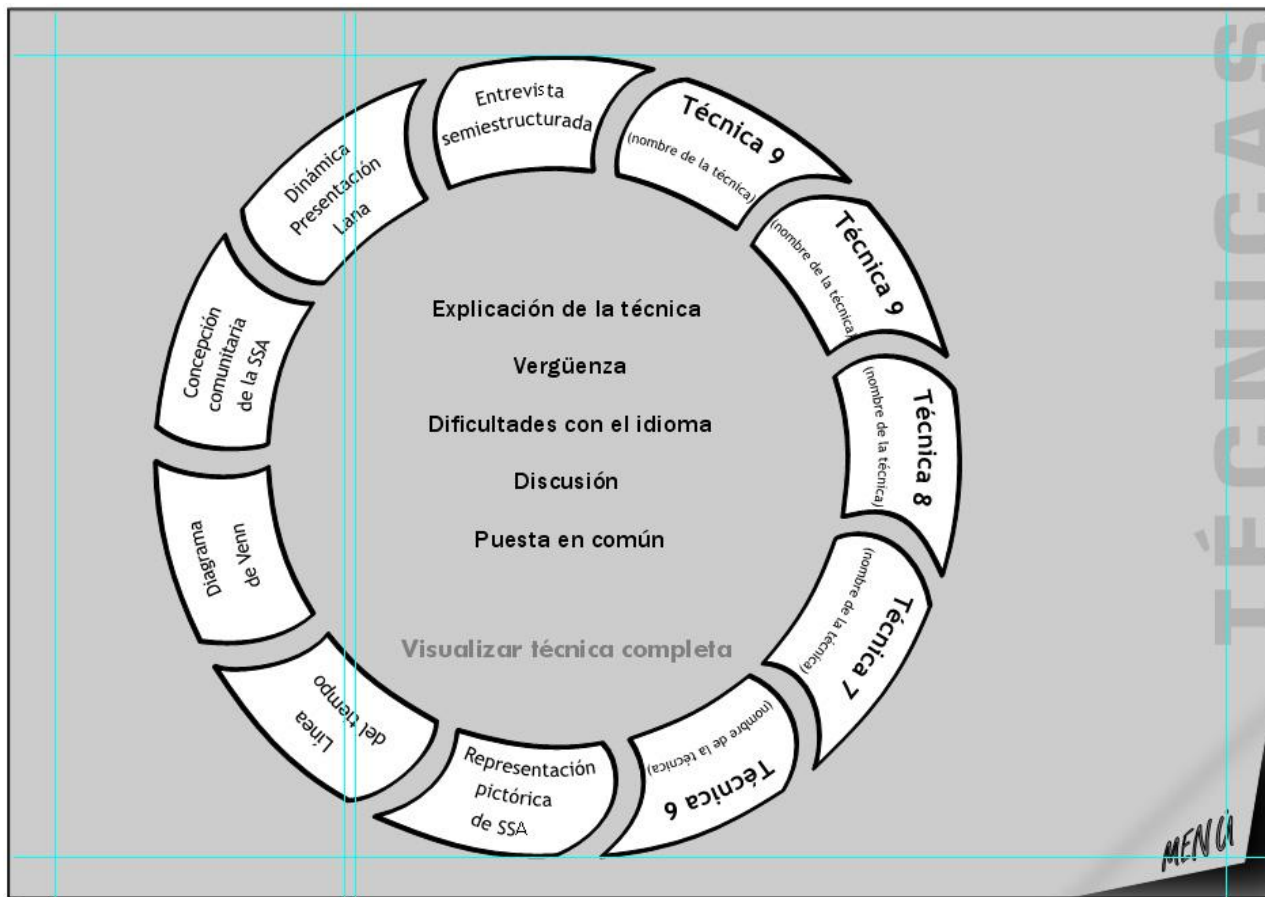 TÉCNICAS
Entrevista
semiestructurada
Técnica 9
(nombre de la técnica)
Técnica 9
(nombre de la técnica)
Técnica 8
(nombre de la técnica)
Técnica 7
(nombre de la técnica)
Técnica 6
(nombre de la técnica)
Representación
pictórica
de SSA
Línea
del tiempo
Diagrama
de Venn
Concepción
comunitaria
de la SSA
Dinámica
Presentación
Lana
Explicación de la técnica
Vergüenza
Dificultades con el idioma
Discusión
Puesta en común
Visualizar técnica completa
MENÚ